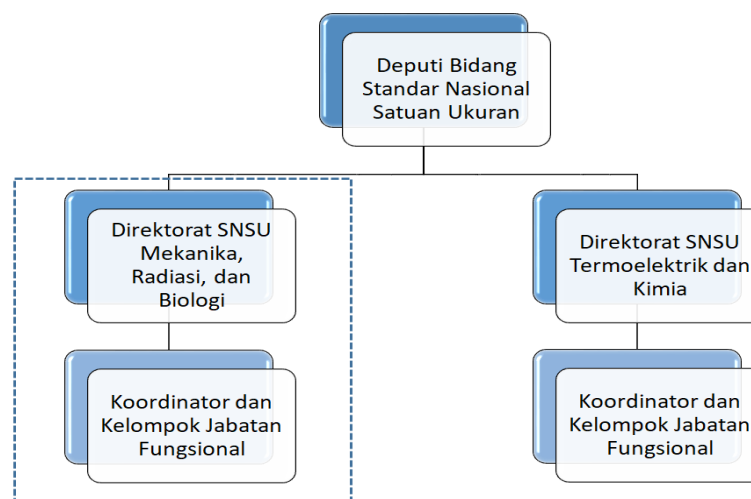 Deputi Bidang
Standar Nasional
Satuan Ukuran
Direktorat SNSU
Mekanika,
Radiasi, dan
Biologi
Direktorat SNSU
Termoelektrik dan
Kimia
Koordinator dan
Kelompok Jabatan
Fungsional
Koordinator dan
Kelompok Jabatan
Fungsional